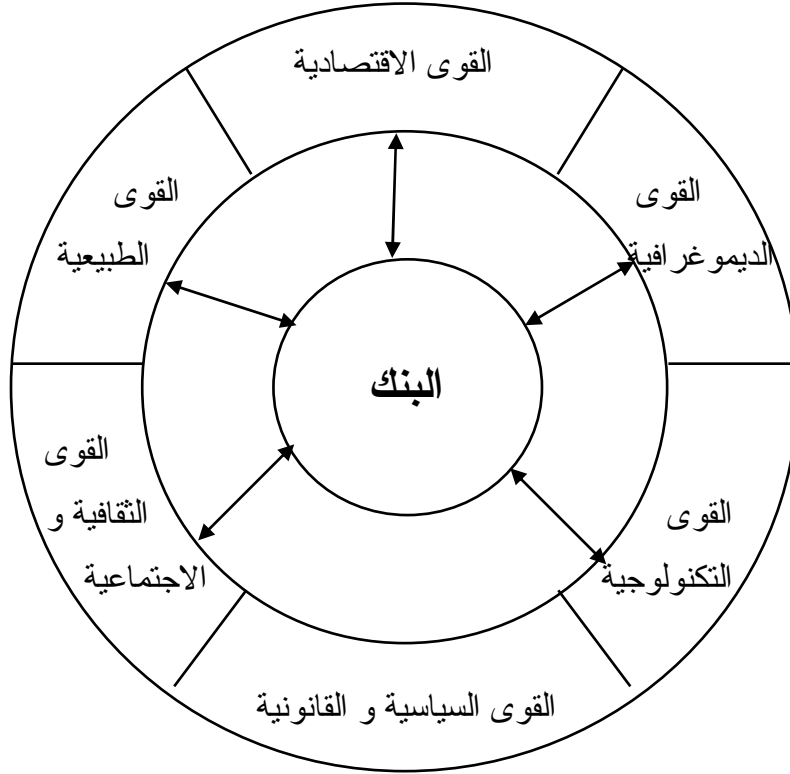 القوى الاقتصادية
القوى
الديموغرافية
القوى
الطبيعية
البنك
القوى
الثقافية و
الاجتماعية
القوى
التكنولوجية
القوى السياسية و القانونية